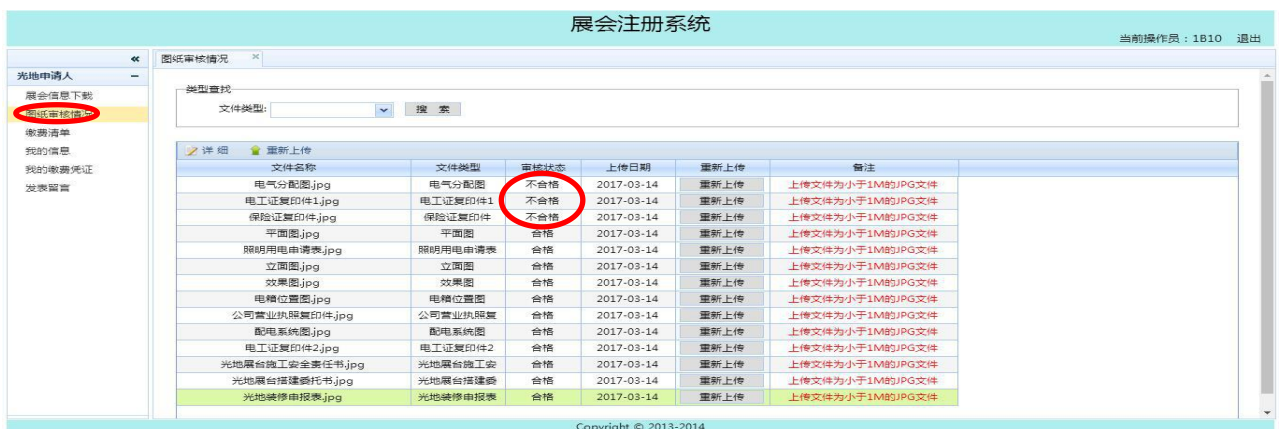 展会注册系统
当前操作员：1B10 退出
«
图纸审核情况 ×
光地申请人 −
展会信息下载
图纸审核情况
缴费清单
我的信息
我的缴费凭证
发表留言
类型查找
文件类型: 搜 索
详 细 重新上传
文件名称 文件类型 审核状态 上传日期 重新上传 备注
电气分配图.jpg 电气分配图 不合格 2017-03-14 重新上传 上传文件为小于1M的JPG文件
电工证复印件1.jpg 电工证复印件1 不合格 2017-03-14 重新上传 上传文件为小于1M的JPG文件
保险证复印件.jpg 保险证复印件 不合格 2017-03-14 重新上传 上传文件为小于1M的JPG文件
平面图.jpg 平面图 合格 2017-03-14 重新上传 上传文件为小于1M的JPG文件
照明用电申请表.jpg 照明用电申请表 合格 2017-03-14 重新上传 上传文件为小于1M的JPG文件
立面图.jpg 立面图 合格 2017-03-14 重新上传 上传文件为小于1M的JPG文件
效果图.jpg 效果图 合格 2017-03-14 重新上传 上传文件为小于1M的JPG文件
电箱位置图.jpg 电箱位置图 合格 2017-03-14 重新上传 上传文件为小于1M的JPG文件
公司营业执照复印件.jpg 公司营业执照复 合格 2017-03-14 重新上传 上传文件为小于1M的JPG文件
配电系统图.jpg 配电系统图 合格 2017-03-14 重新上传 上传文件为小于1M的JPG文件
电工证复印件2.jpg 电工证复印件2 合格 2017-03-14 重新上传 上传文件为小于1M的JPG文件
光地展台施工安全责任书.jpg 光地展台施工安 合格 2017-03-14 重新上传 上传文件为小于1M的JPG文件
光地展台搭建委托书.jpg 光地展台搭建委 合格 2017-03-14 重新上传 上传文件为小于1M的JPG文件
光地装修申报表.jpg 光地装修申报表 合格 2017-03-14 重新上传 上传文件为小于1M的JPG文件
Copyright © 2013-2014